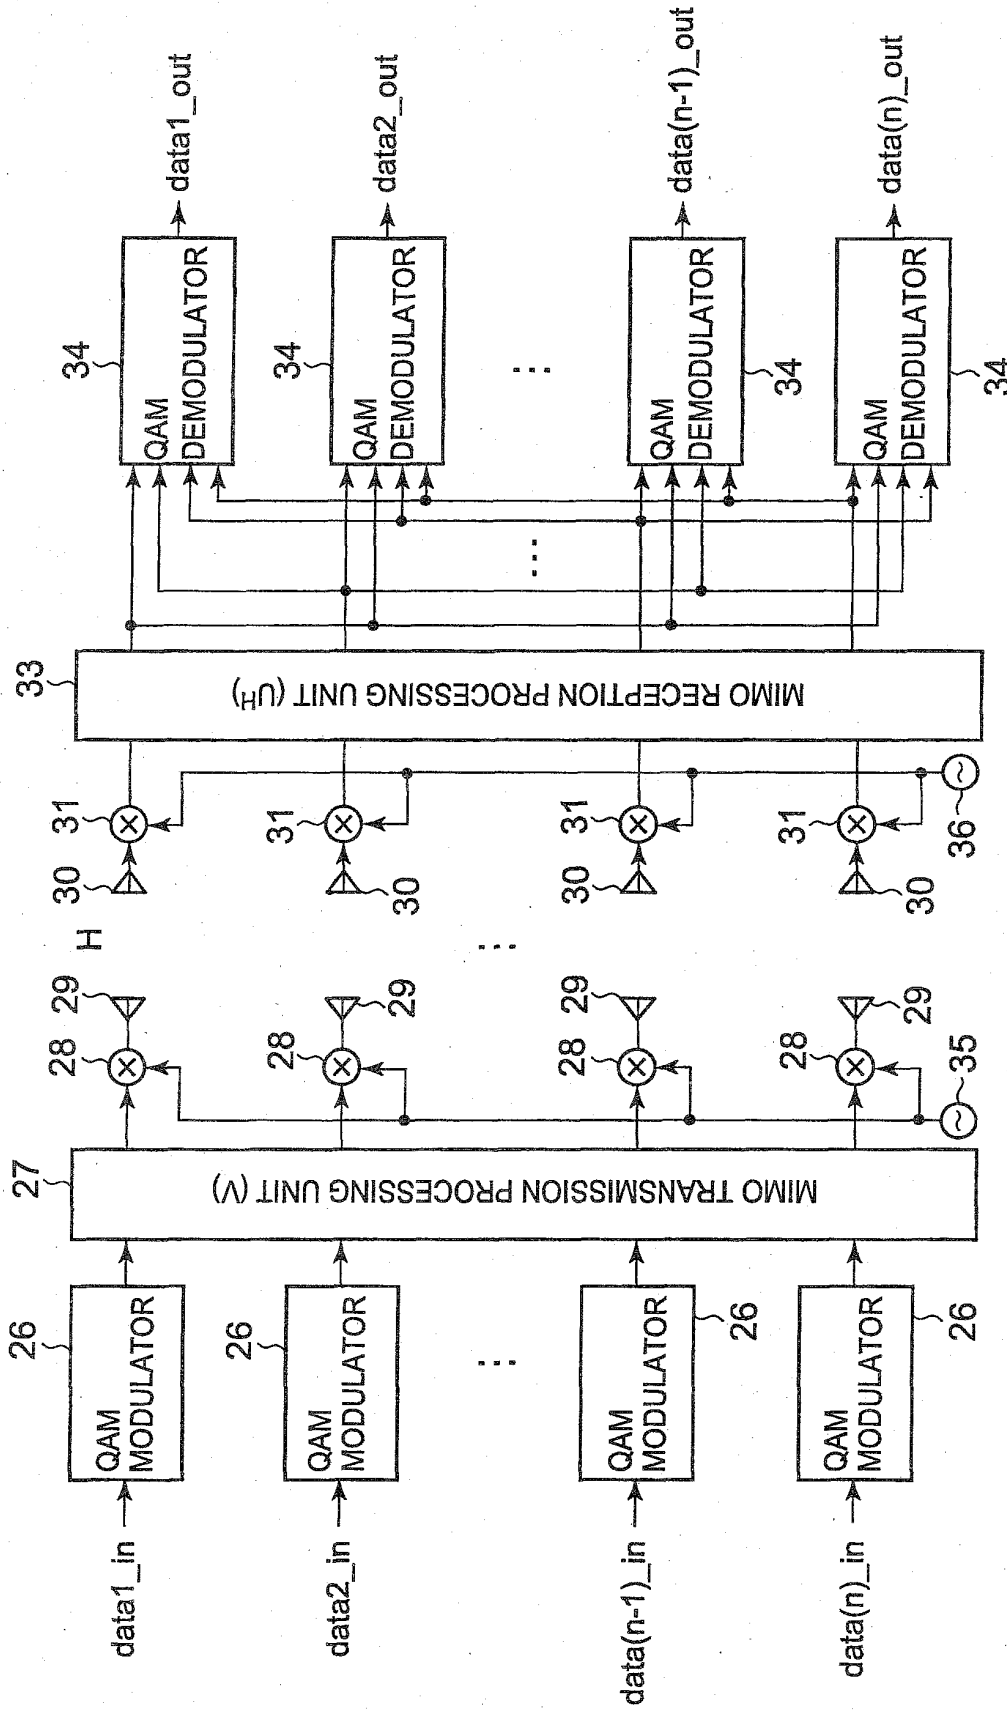 data1_in
QAM
MODULATOR
26
data2_in
QAM
MODULATOR
26
...
data(n-1)_in
QAM
MODULATOR
26
data(n)_in
QAM
MODULATOR
26
27
MIMO TRANSMISSION PROCESSING UNIT (V)
28
29
28
29
28
29
28
29
35
H
...
30
31
30
31
30
31
30
31
36
33
MIMO RECEPTION PROCESSING UNIT (Uᴴ)
...
34
QAM
DEMODULATOR
data1_out
34
QAM
DEMODULATOR
data2_out
...
34
QAM
DEMODULATOR
data(n-1)_out
34
QAM
DEMODULATOR
data(n)_out